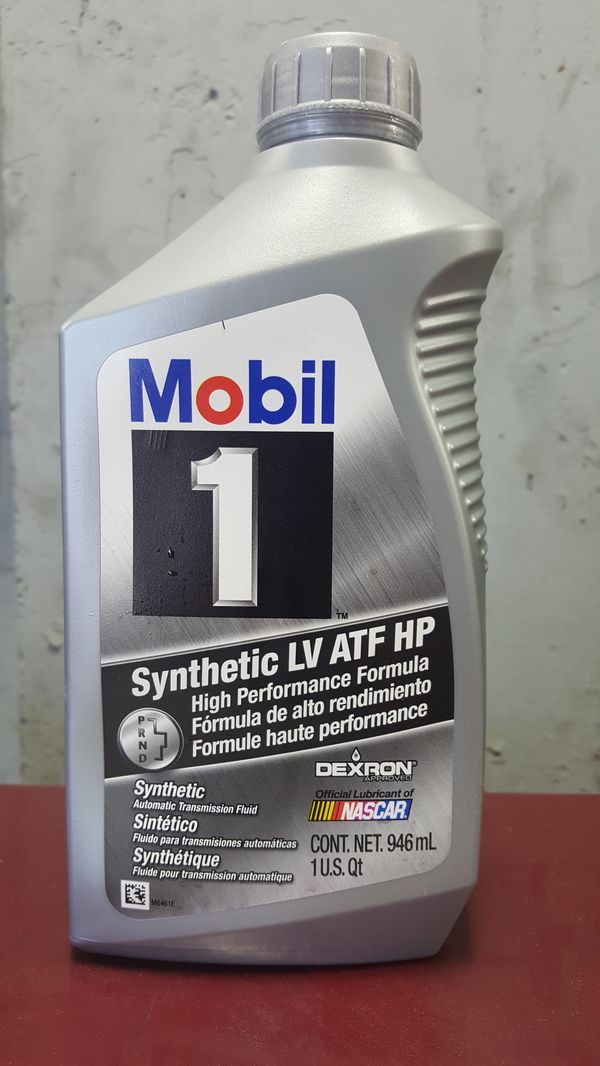 Mobil
1
TM
Synthetic LV ATF HP
High Performance Formula
Fórmula de alto rendimiento
Formule haute performance
P
R
N
D
DEXRON®
APPROVED
Synthetic
Automatic Transmission Fluid
Official Lubricant of
NASCAR
Sintético
Fluido para transmisiones automáticas
CONT. NET. 946 mL
1 U.S. Qt
Synthétique
Fluide pour transmission automatique
M6461E